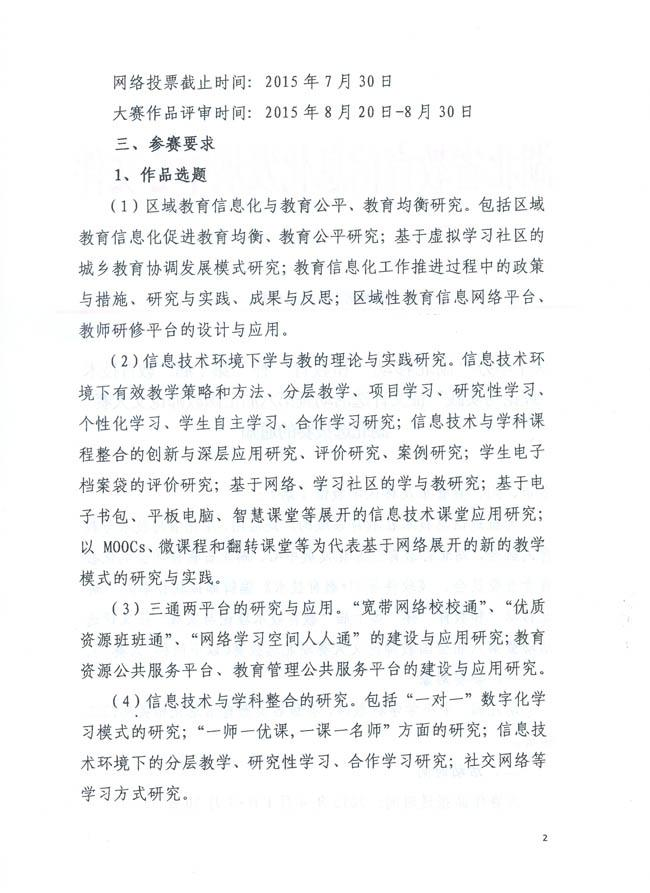 网络投票截止时间：2015 年 7 月 30 日
大赛作品评审时间：2015 年 8 月 20 日-8 月 30 日
三、参赛要求
1、作品选题
（1）区域教育信息化与教育公平、教育均衡研究。包括区域
教育信息化促进教育均衡、教育公平研究；基于虚拟学习社区的
城乡教育协调发展模式研究；教育信息化工作推进过程中的政策
与措施、研究与实践、成果与反思；区域性教育信息网络平台、
教师研修平台的设计与应用。
（2）信息技术环境下学与教的理论与实践研究。信息技术环
境下有效教学策略和方法、分层教学、项目学习、研究性学习、
个性化学习、学生自主学习、合作学习研究；信息技术与学科课
程整合的创新与深层应用研究、评价研究、案例研究；学生电子
档案袋的评价研究；基于网络、学习社区的学与教研究；基于电
子书包、平板电脑、智慧课堂等展开的信息技术课堂应用研究；
以 MOOCs、微课程和翻转课堂等为代表基于网络展开的新的教学
模式的研究与实践。
（3）三通两平台的研究与应用。“宽带网络校校通”、“优质
资源班班通”、“网络学习空间人人通” 的建设与应用研究；教育
资源公共服务平台、教育管理公共服务平台的建设与应用研究。
（4）信息技术与学科整合的研究。包括“一对一” 数字化学
习模式的研究；“一师一优课,一课一名师” 方面的研究；信息技
术环境下的分层教学、研究性学习、合作学习研究；社交网络等
学习方式研究。
2